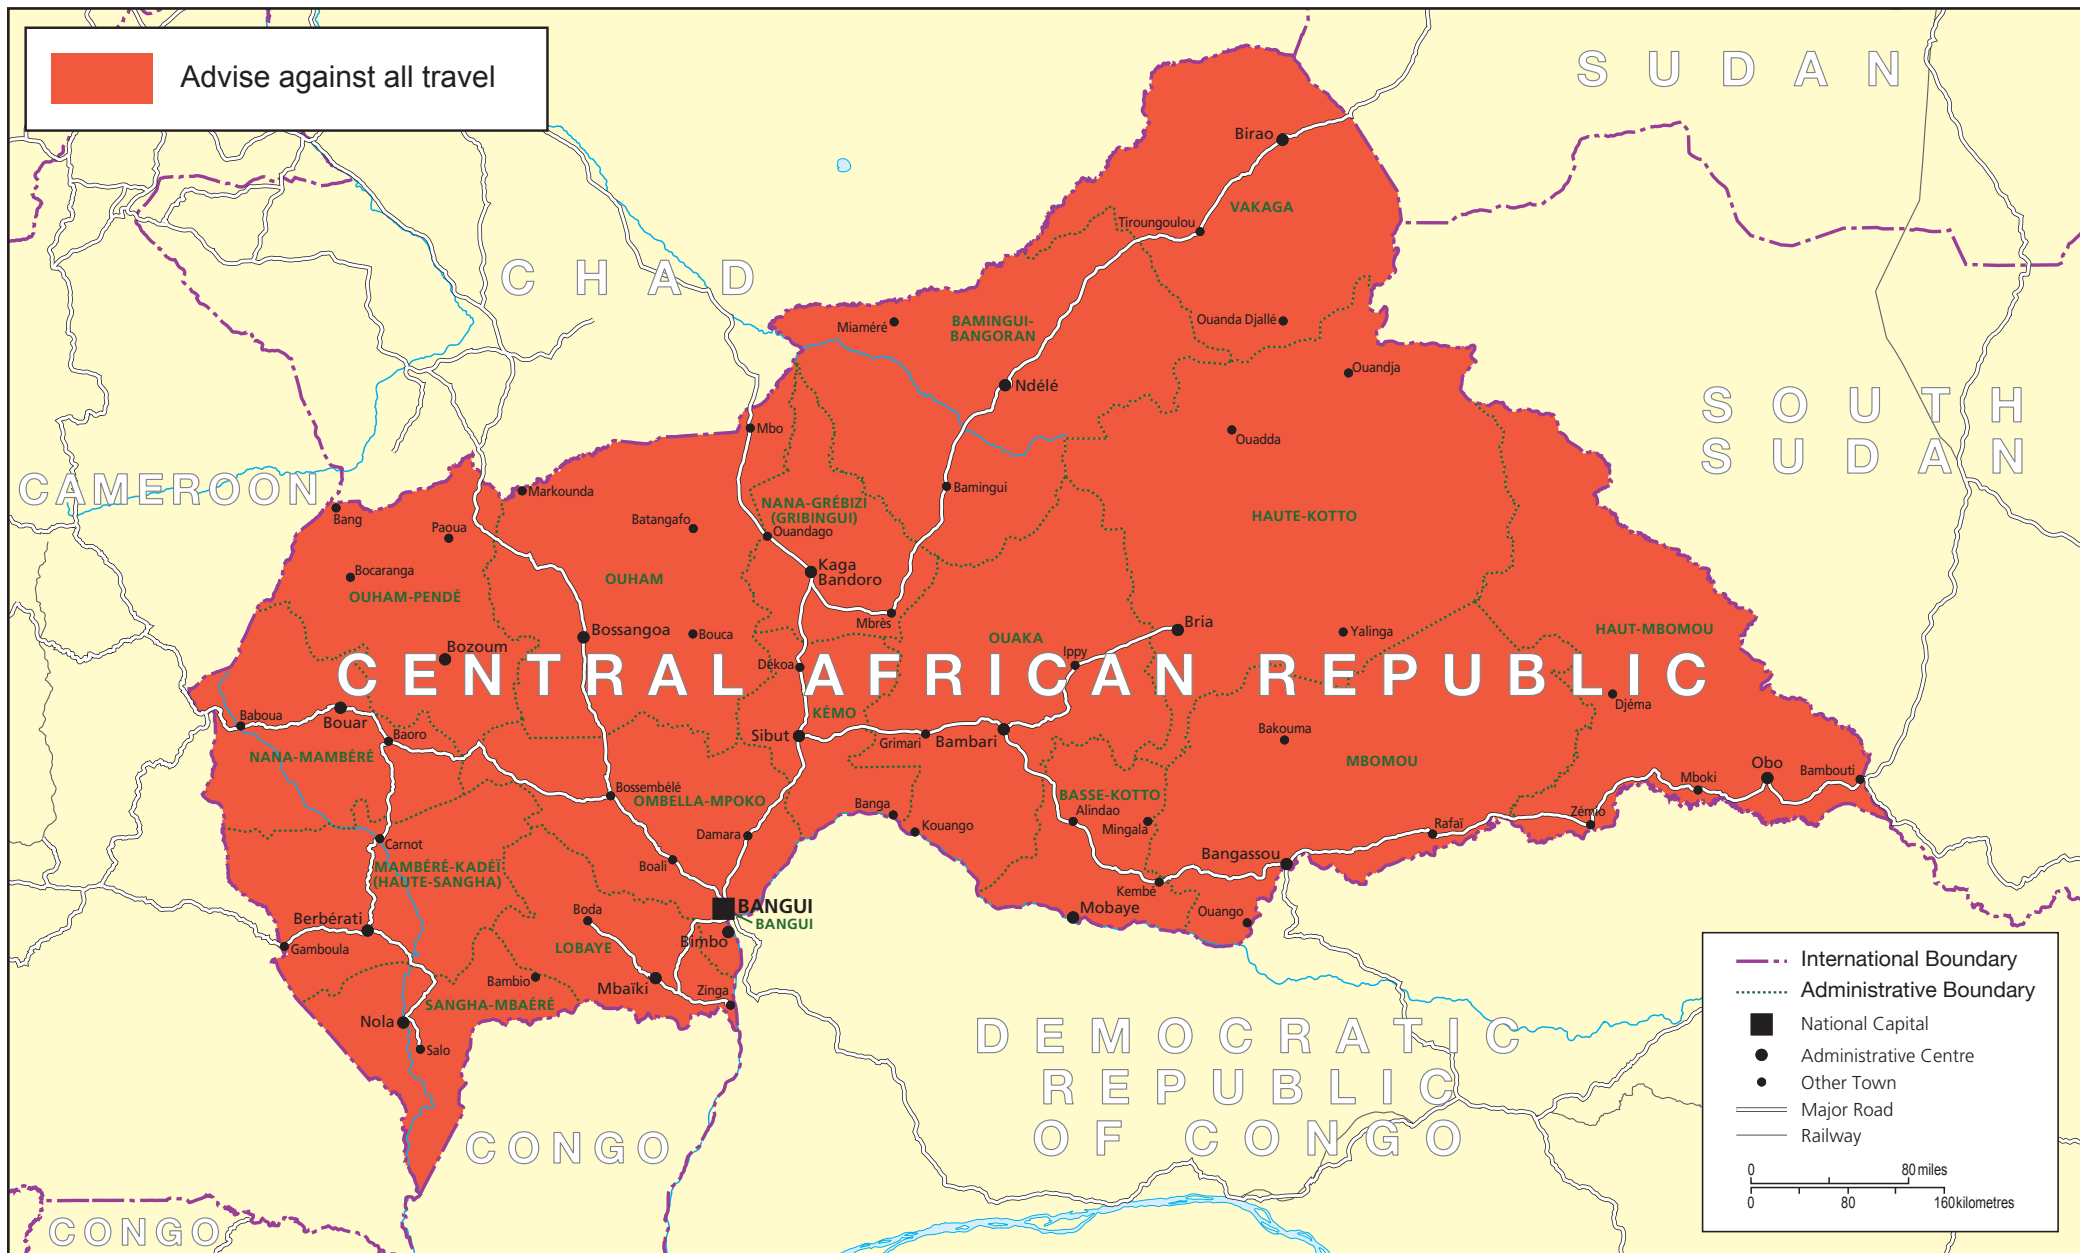 Advise against all travel
SUDAN
CHAD
CAMEROON
SOUTH
SUDAN
CENTRAL AFRICAN REPUBLIC
DEMOCRATIC
REPUBLIC
OF CONGO
CONGO
CONGO
Birao
VAKAGA
Tiroungoulou
Miaméré
BAMINGUI-
BANGORAN
Ouanda Djallé
Ouandja
Ndélé
Mbo
Ouadda
Markounda
Bang
Paoua
Batangafo
NANA-GRÉBIZI
(GRIBINGUI)
Ouandago
Bamingui
HAUTE-KOTTO
Bocaranga
OUHAM-PENDÉ
OUHAM
Kaga
Bandoro
Mbrès
Bossangoa
Bouca
Bozoum
Dékoa
OUAKA
Ippy
Bria
Yalinga
HAUT-MBOMOU
Djéma
Baboua
Bouar
Baoro
NANA-MAMBÉRÉ
KÉMO
Sibut
Grimari
Bambari
Bakouma
MBOMOU
Obo
Mboki
Bambouti
Bossembélé
OMBELLA-MPOKO
Damara
Banga
Kouango
BASSE-KOTTO
Alindao
Mingala
Rafaï
Zémio
Carnot
MAMBÉRÉ-KADÉÏ
(HAUTE-SANGHA)
Boali
Bangassou
Kembé
Mobaye
Ouango
Berbérati
Gamboula
Boda
LOBAYE
BANGUI
BANGUI
Bimbo
Bambio
Mbaïki
Zinga
SANGHA-MBAÉRÉ
Nola
Salo
International Boundary
Administrative Boundary
National Capital
Administrative Centre
Other Town
Major Road
Railway
0 80 miles
0 80 160 kilometres